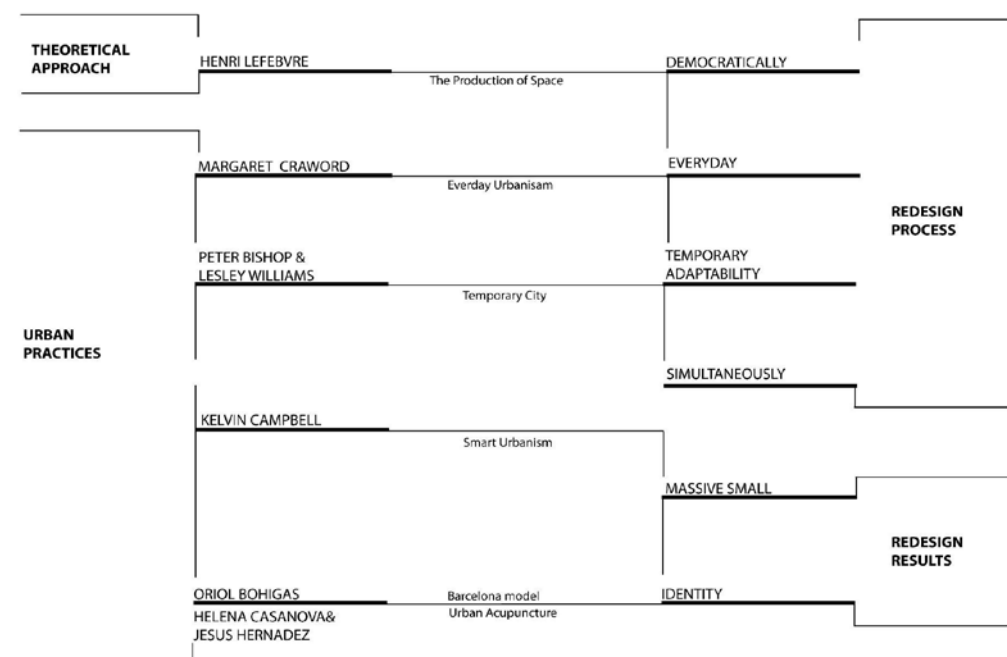 THEORETICAL
APPROACH
HENRI LEFEBVRE
The Production of Space
DEMOCRATICALLY
MARGARET CRAWORD
Everday Urbanisam
EVERYDAY
REDESIGN
PROCESS
PETER BISHOP &
LESLEY WILLIAMS
Temporary City
TEMPORARY
ADAPTABILITY
URBAN
PRACTICES
SIMULTANEOUSLY
KELVIN CAMPBELL
Smart Urbanism
MASSIVE SMALL
REDESIGN
RESULTS
ORIOL BOHIGAS
Barcelona model
IDENTITY
HELENA CASANOVA&
JESUS HERNADEZ
Urban Acupuncture